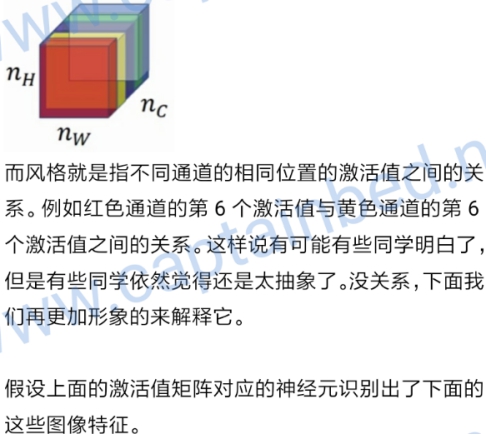 n_H
n_C
n_W
而风格就是指不同通道的相同位置的激活值之间的关
系。例如红色通道的第 6 个激活值与黄色通道的第 6
个激活值之间的关系。这样说有可能有些同学明白了，
但是有些同学依然觉得还是太抽象了。没关系，下面我
们再更加形象的来解释它。
假设上面的激活值矩阵对应的神经元识别出了下面的
这些图像特征。
www.captainbed.n